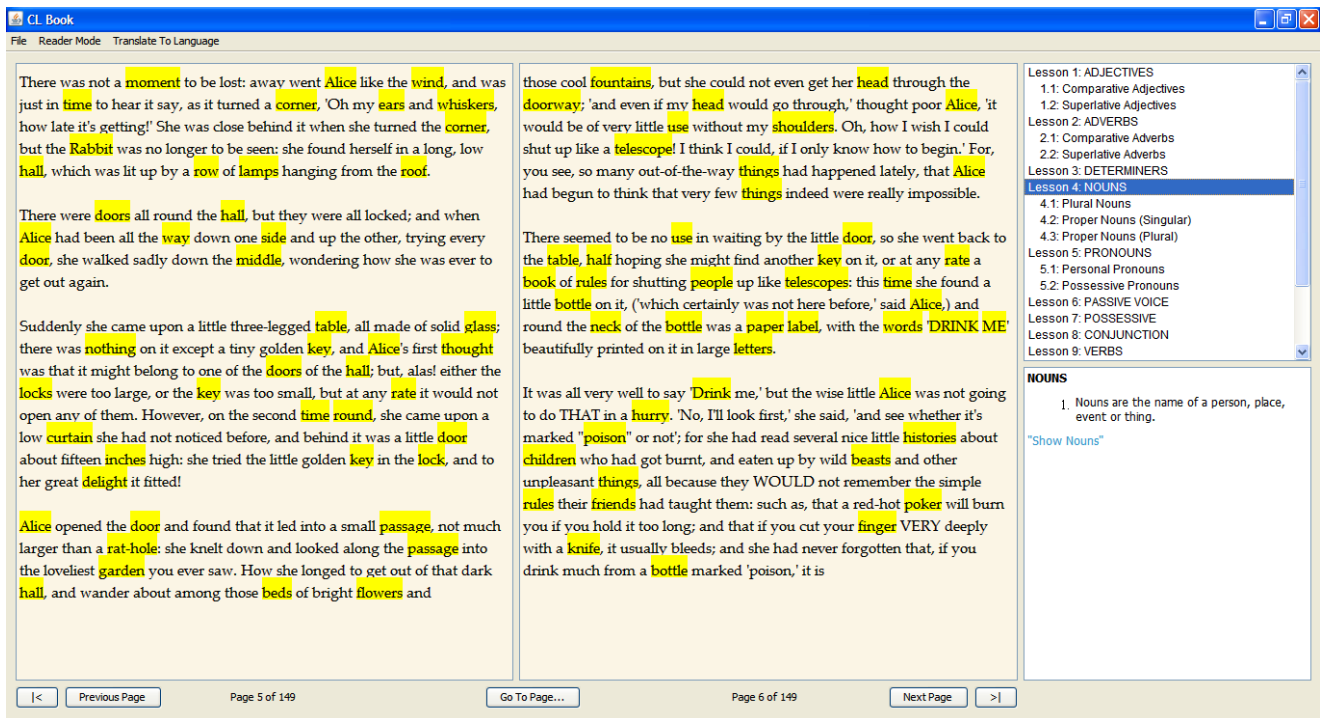 CL Book
File Reader Mode Translate To Language
There was not a moment to be lost: away went Alice like the wind, and was
just in time to hear it say, as it turned a corner, 'Oh my ears and whiskers,
how late it's getting!' She was close behind it when she turned the corner,
but the Rabbit was no longer to be seen: she found herself in a long, low
hall, which was lit up by a row of lamps hanging from the roof.
There were doors all round the hall, but they were all locked; and when
Alice had been all the way down one side and up the other, trying every
door, she walked sadly down the middle, wondering how she was ever to
get out again.
Suddenly she came upon a little three-legged table, all made of solid glass;
there was nothing on it except a tiny golden key, and Alice's first thought
was that it might belong to one of the doors of the hall; but, alas! either the
locks were too large, or the key was too small, but at any rate it would not
open any of them. However, on the second time round, she came upon a
low curtain she had not noticed before, and behind it was a little door
about fifteen inches high: she tried the little golden key in the lock, and to
her great delight it fitted!
Alice opened the door and found that it led into a small passage, not much
larger than a rat-hole: she knelt down and looked along the passage into
the loveliest garden you ever saw. How she longed to get out of that dark
hall, and wander about among those beds of bright flowers and
those cool fountains, but she could not even get her head through the
doorway; 'and even if my head would go through,' thought poor Alice, 'it
would be of very little use without my shoulders. Oh, how I wish I could
shut up like a telescope! I think I could, if I only know how to begin.' For,
you see, so many out-of-the-way things had happened lately, that Alice
had begun to think that very few things indeed were really impossible.
There seemed to be no use in waiting by the little door, so she went back to
the table, half hoping she might find another key on it, or at any rate a
book of rules for shutting people up like telescopes: this time she found a
little bottle on it, ('which certainly was not here before,' said Alice,) and
round the neck of the bottle was a paper label, with the words 'DRINK ME'
beautifully printed on it in large letters.
It was all very well to say 'Drink me,' but the wise little Alice was not going
to do THAT in a hurry. 'No, I'll look first,' she said, 'and see whether it's
marked "poison" or not'; for she had read several nice little histories about
children who had got burnt, and eaten up by wild beasts and other
unpleasant things, all because they WOULD not remember the simple
rules their friends had taught them: such as, that a red-hot poker will burn
you if you hold it too long; and that if you cut your finger VERY deeply
with a knife, it usually bleeds; and she had never forgotten that, if you
drink much from a bottle marked 'poison,' it is
Lesson 1: ADJECTIVES
1.1: Comparative Adjectives
1.2: Superlative Adjectives
Lesson 2: ADVERBS
2.1: Comparative Adverbs
2.2: Superlative Adverbs
Lesson 3: DETERMINERS
Lesson 4: NOUNS
4.1: Plural Nouns
4.2: Proper Nouns (Singular)
4.3: Proper Nouns (Plural)
Lesson 5: PRONOUNS
5.1: Personal Pronouns
5.2: Possessive Pronouns
Lesson 6: PASSIVE VOICE
Lesson 7: POSSESSIVE
Lesson 8: CONJUNCTION
Lesson 9: VERBS
NOUNS
1. Nouns are the name of a person, place,
event or thing.
"Show Nouns"
|< Previous Page Page 5 of 149 Go To Page... Page 6 of 149 Next Page >|